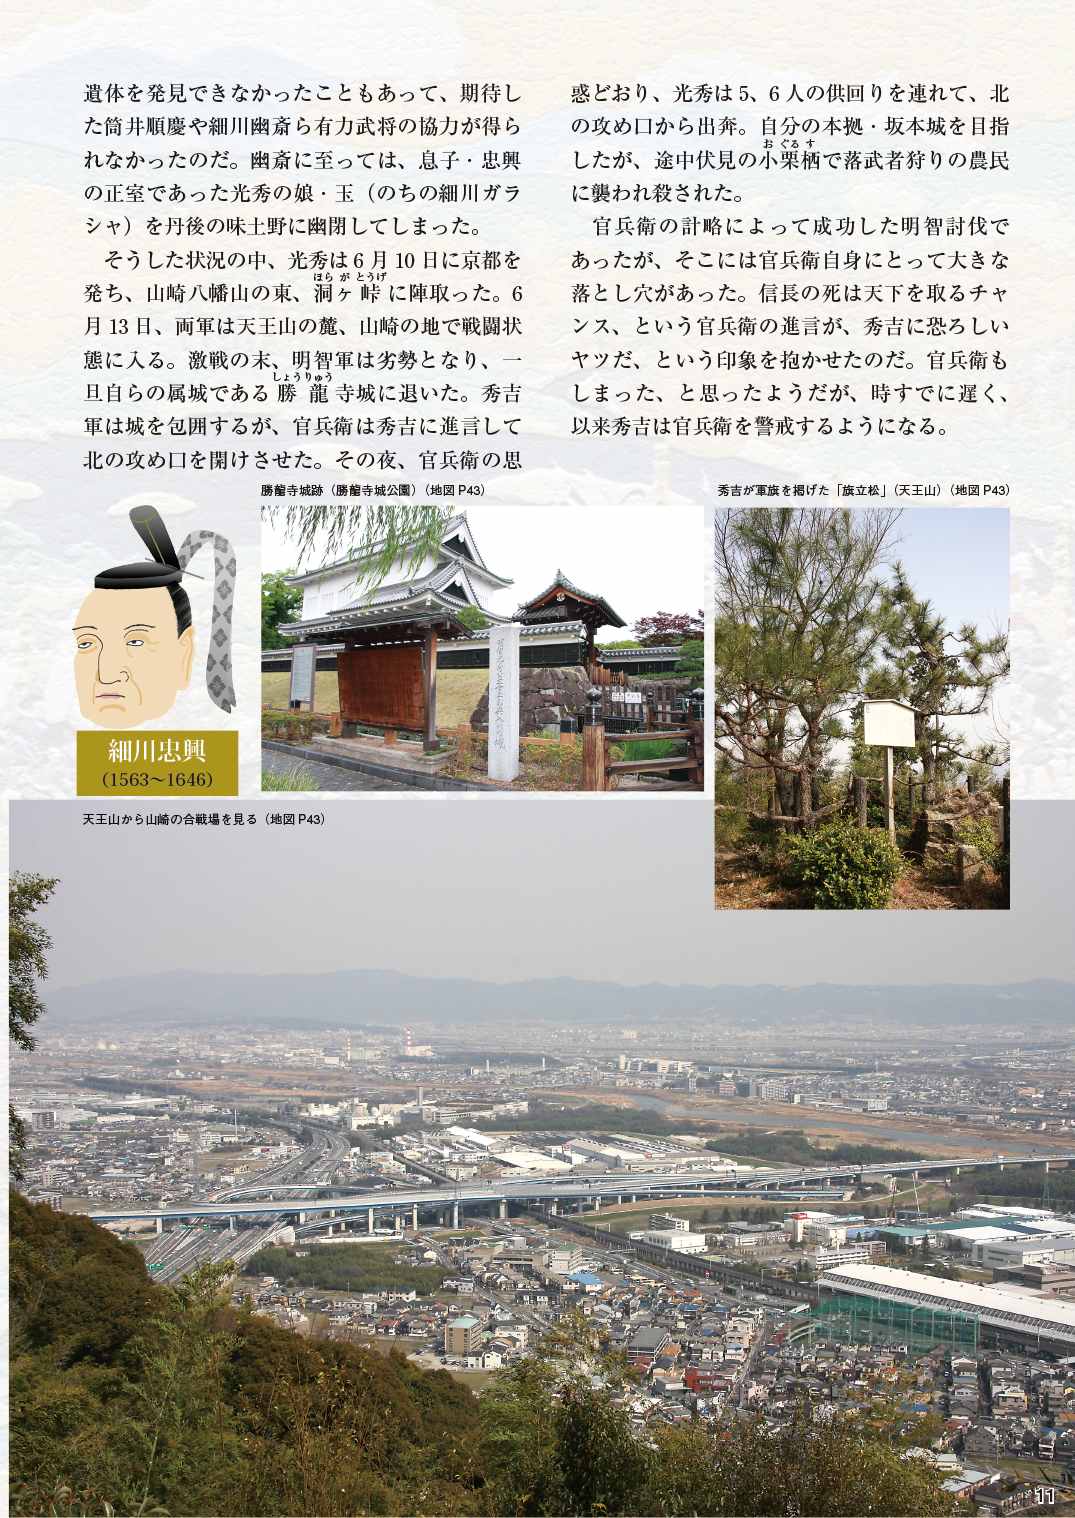 遺体を発見できなかったこともあって、期待し
た筒井順慶や細川幽斎ら有力武将の協力が得ら
れなかったのだ。幽斎に至っては、息子・忠興
の正室であった光秀の娘・玉（のちの細川ガラ
シャ）を丹後の味土野に幽閉してしまった。
そうした状況の中、光秀は6月10日に京都を
ほら が とうげ
発ち、山崎八幡山の東、洞ヶ峠に陣取った。6
月13日、両軍は天王山の麓、山崎の地で戦闘状
態に入る。激戦の末、明智軍は劣勢となり、一
しょうりゅう
旦自らの属城である勝龍寺城に退いた。秀吉
軍は城を包囲するが、官兵衛は秀吉に進言して
北の攻め口を開けさせた。その夜、官兵衛の思
惑どおり、光秀は5、6人の供回りを連れて、北
の攻め口から出奔。自分の本拠・坂本城を目指
お ぐる す
したが、途中伏見の小栗栖で落武者狩りの農民
に襲われ殺された。
官兵衛の計略によって成功した明智討伐で
あったが、そこには官兵衛自身にとって大きな
落とし穴があった。信長の死は天下を取るチャ
ンス、という官兵衛の進言が、秀吉に恐ろしい
ヤツだ、という印象を抱かせたのだ。官兵衛も
しまった、と思ったようだが、時すでに遅く、
以来秀吉は官兵衛を警戒するようになる。
勝龍寺城跡（勝龍寺城公園）（地図P43）
秀吉が軍旗を掲げた「旗立松」（天王山）（地図P43）
細川忠興
（1563～1646）
天王山から山崎の合戦場を見る（地図P43）
11